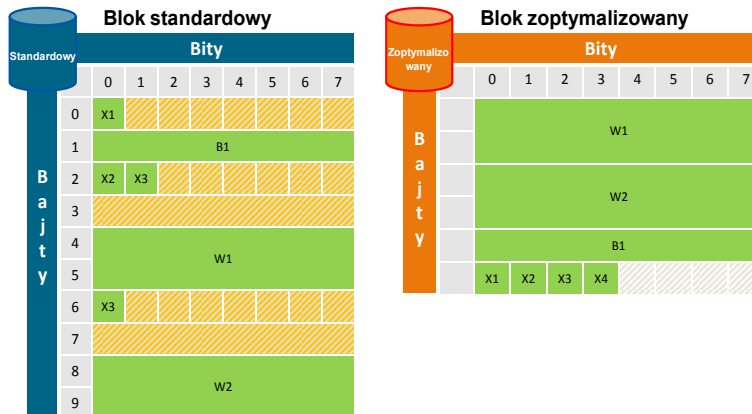 Blok standardowy
Standardowy
Bity
0 1 2 3 4 5 6 7
Bajty
0 X1
1 B1
2 X2 X3
3
4
W1
5
6 X3
7
8
W2
9
Blok zoptymalizowany
Zoptymalizo
wany
Bity
0 1 2 3 4 5 6 7
Bajty
W1
W2
B1
X1 X2 X3 X4